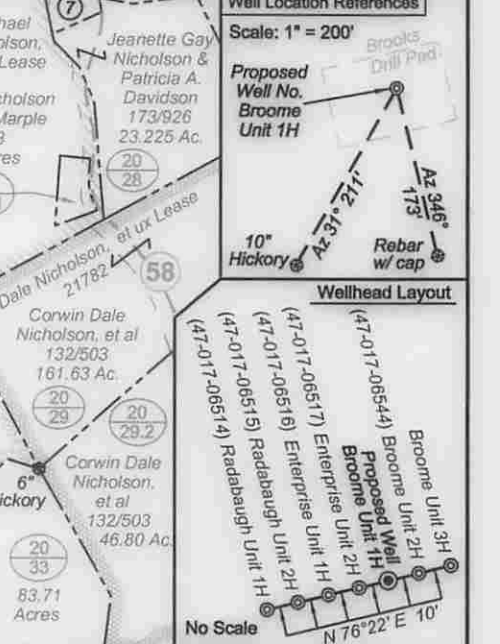 7
Jeanette Gay
Nicholson &
Patricia A.
Davidson
173/926
23.225 Ac.
20
28
Lease
Marple
Dale Nicholson, et ux Lease
21782
58
Corwin Dale
Nicholson, et al
132/503
161.63 Ac.
20
29
20
29.2
6"
Corwin Dale
Nicholson,
et al
132/503
46.80 Ac.
20
33
83.71
Acres
Well Location References
Scale: 1" = 200'
Brooks
Drill Pad
Proposed
Well No.
Broome
Unit 1H
Az 31° 211'
Az 346°
173'
10"
Hickory
Rebar
w/ cap
Wellhead Layout
(47-017-06514) Radabaugh Unit 1H
(47-017-06515) Radabaugh Unit 2H
(47-017-06516) Enterprise Unit 1H
(47-017-06517) Enterprise Unit 2H
Proposed Well
Broome Unit 1H
(47-017-06544) Broome Unit 2H
Broome Unit 3H
No Scale
N 76°22' E 10'